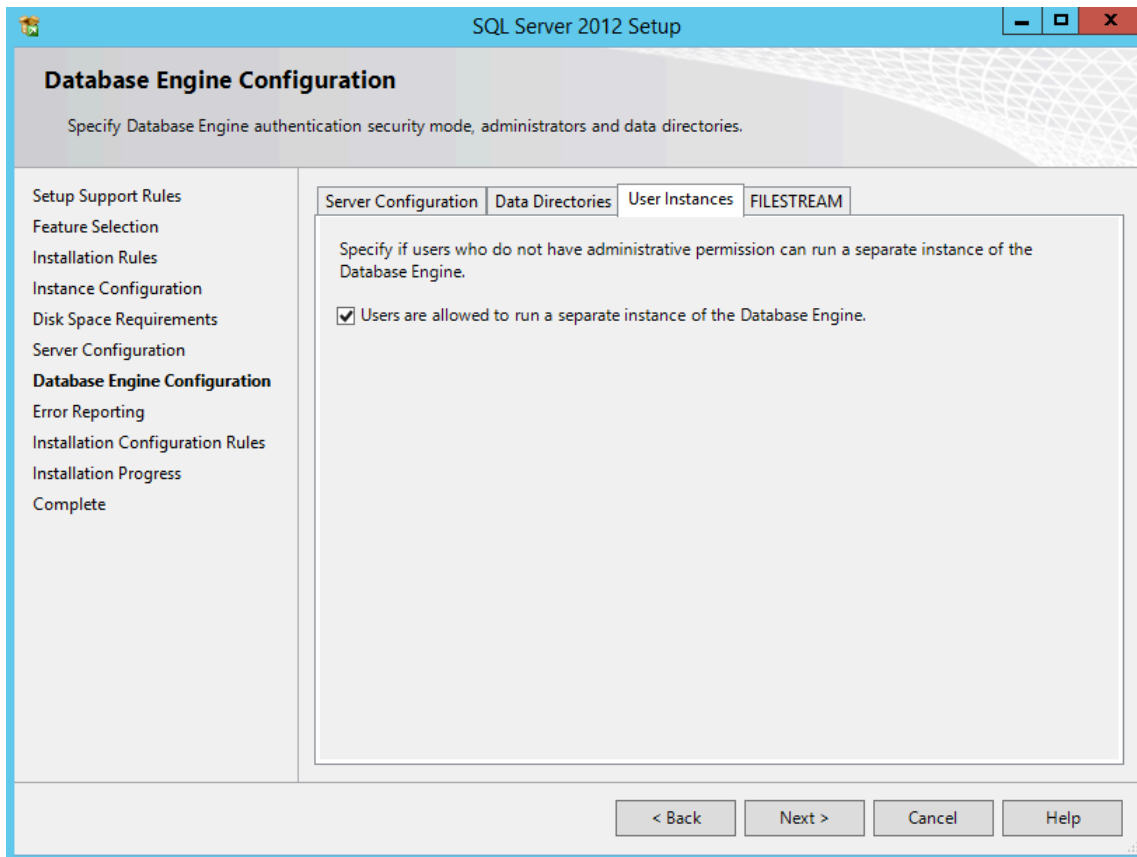 SQL Server 2012 Setup
Database Engine Configuration
Specify Database Engine authentication security mode, administrators and data directories.
Setup Support Rules
Feature Selection
Installation Rules
Instance Configuration
Disk Space Requirements
Server Configuration
Database Engine Configuration
Error Reporting
Installation Configuration Rules
Installation Progress
Complete
Server Configuration Data Directories User Instances FILESTREAM
Specify if users who do not have administrative permission can run a separate instance of the
Database Engine.
Users are allowed to run a separate instance of the Database Engine.
< Back Next > Cancel Help